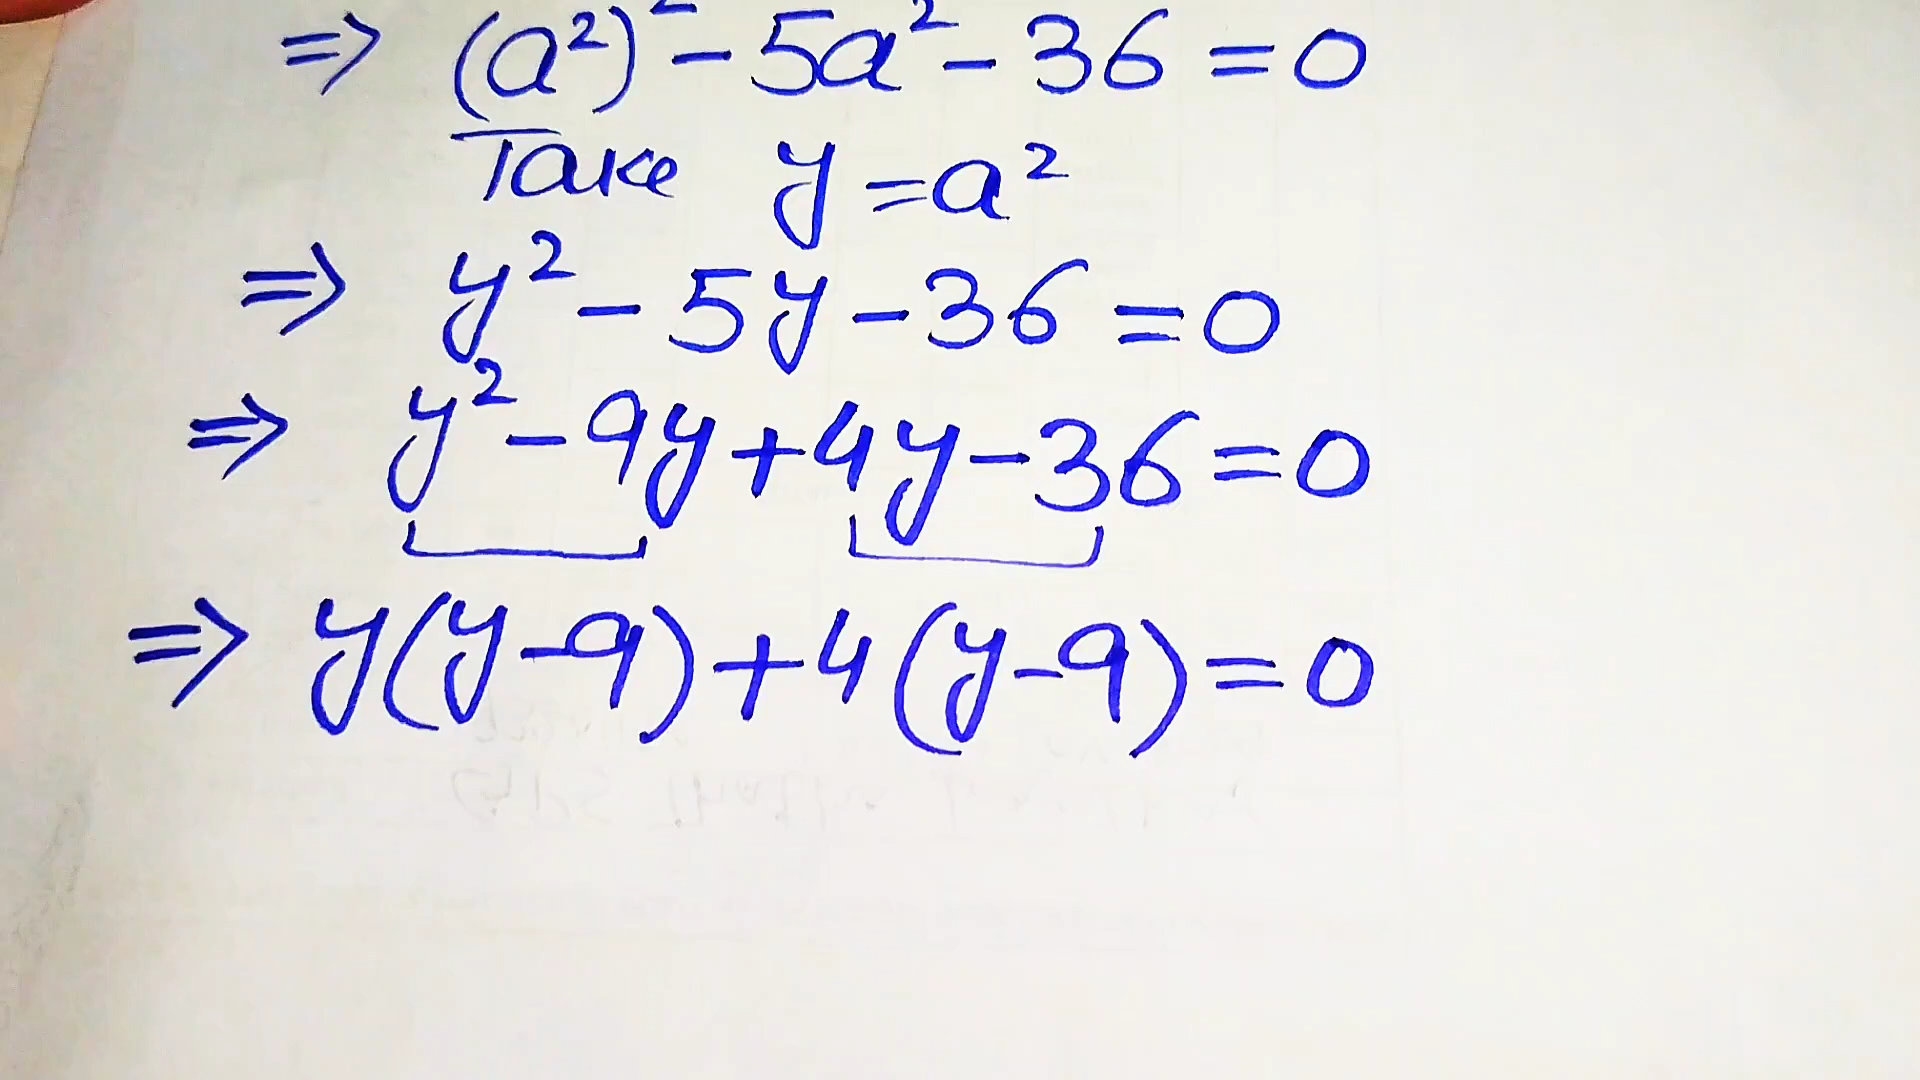 ⇒ (a²)² - 5a² - 36 = 0
Take y = a²
⇒ y² - 5y - 36 = 0
⇒ y² - 9y + 4y - 36 = 0
⇒ y(y-9) + 4(y-9) = 0